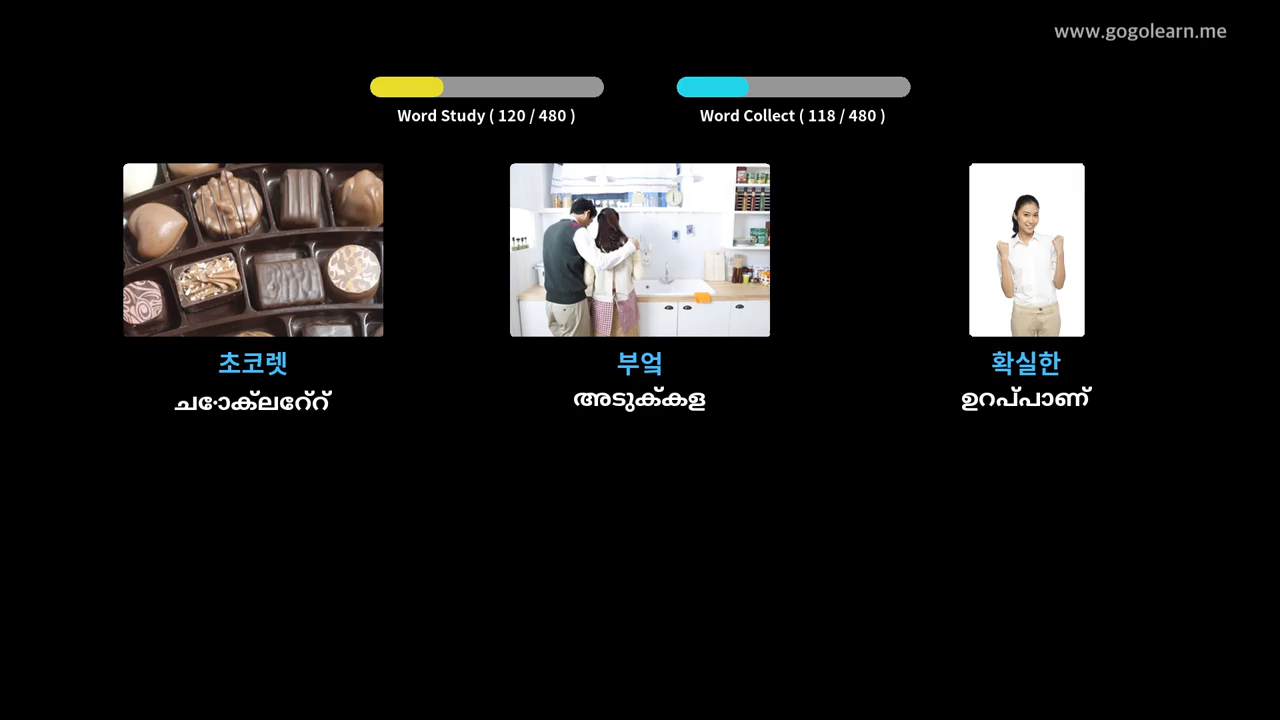 www.gogolearn.me
Word Study ( 120 / 480 )
Word Collect ( 118 / 480 )
초코렛
부엌
확실한
ചോക്ലേറ്റ്
അടുക്കള
ഉറപ്പാണ്